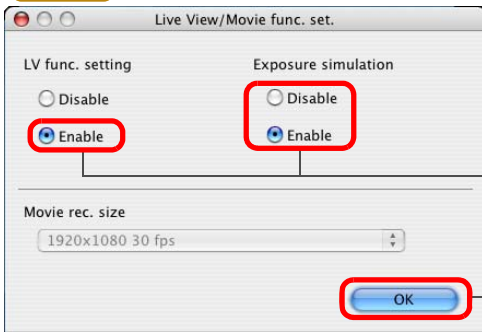 Live View/Movie func. set.
LV func. setting
Exposure simulation
Disable
Disable
Enable
Enable
Movie rec. size
1920x1080 30 fps
OK